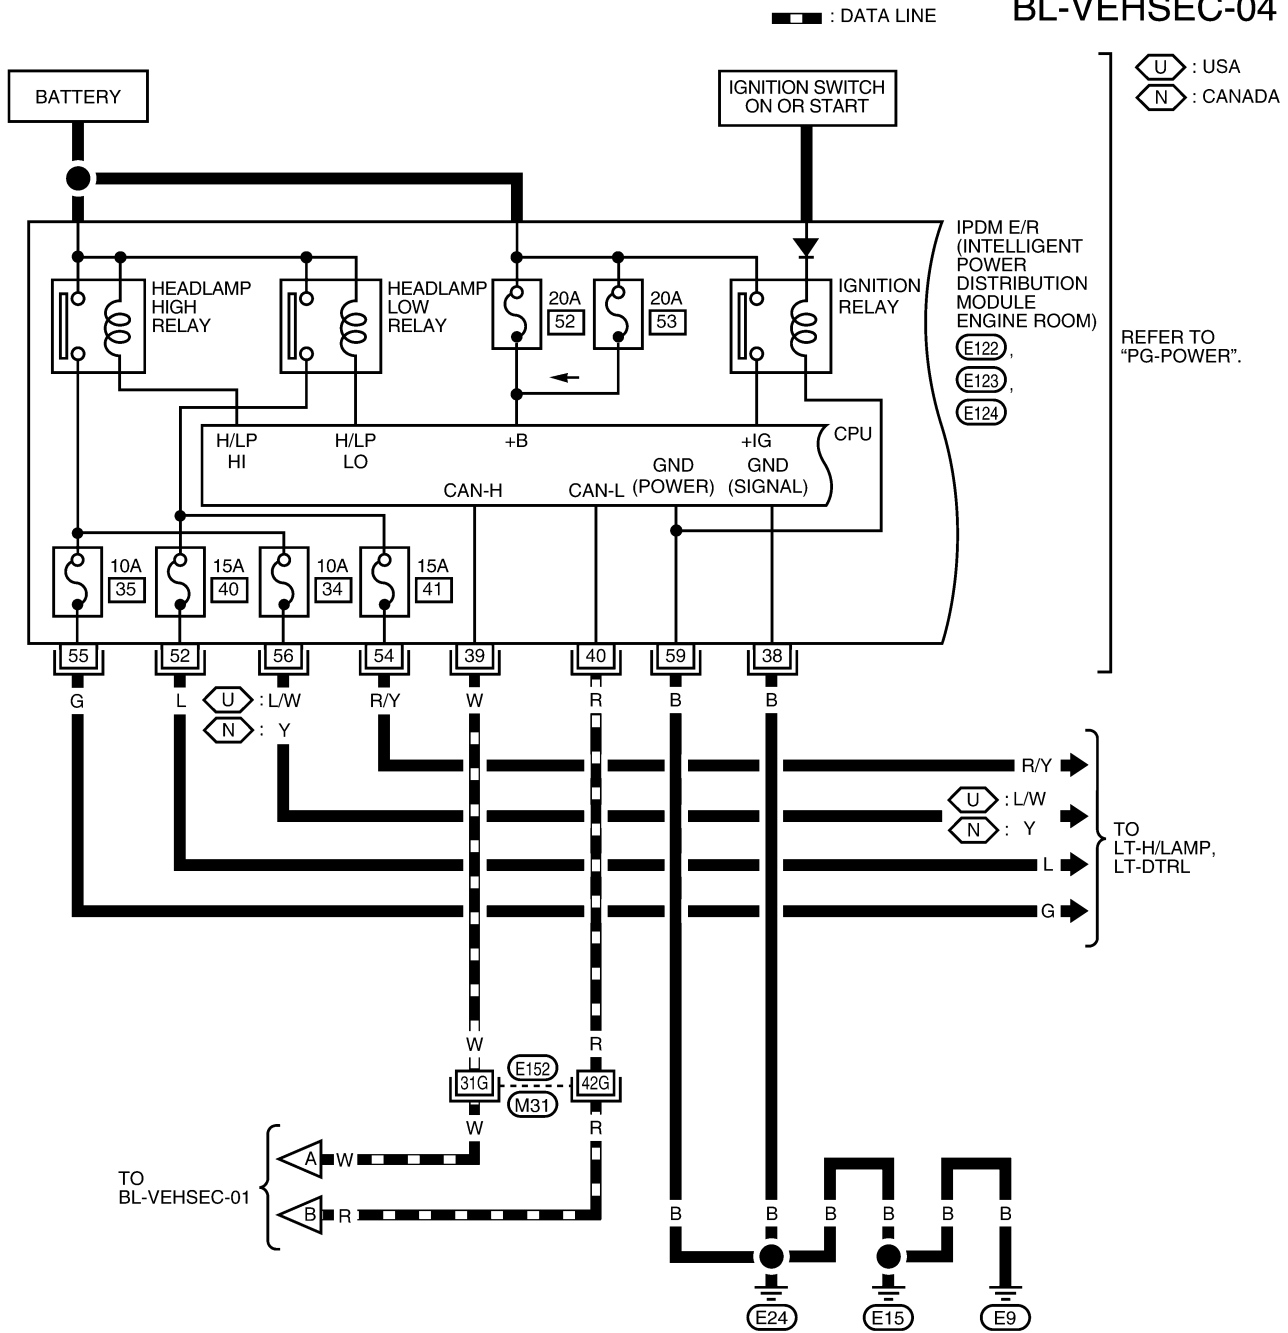 : DATA LINE
BL-VEHSEC-04
U : USA
N : CANADA
BATTERY
IGNITION SWITCH
ON OR START
IPDM E/R
(INTELLIGENT
POWER
DISTRIBUTION
MODULE
ENGINE ROOM)
E122 ,
E123 ,
E124
REFER TO
“PG-POWER”.
HEADLAMP
HIGH
RELAY
HEADLAMP
LOW
RELAY
20A
52
20A
53
IGNITION
RELAY
CPU
H/LP
HI
H/LP
LO
+B
+IG
CAN-H
CAN-L
GND
(POWER)
GND
(SIGNAL)
10A
35
15A
40
10A
34
15A
41
55
52
56
54
39
40
59
38
G
L
U : L/W
N : Y
R/Y
W
R
B
B
R/Y
U : L/W
N : Y
L
G
TO
LT-H/LAMP,
LT-DTRL
W
R
31G
E152
M31
42G
W
R
TO
BL-VEHSEC-01
A
W
B
R
B
B
B
B
B
B
E24
E15
E9